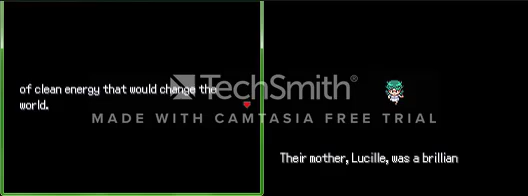 of clean energy that would change the
world.
TechSmith®
MADE WITH CAMTASIA FREE TRIAL
Their mother, Lucille, was a brillian